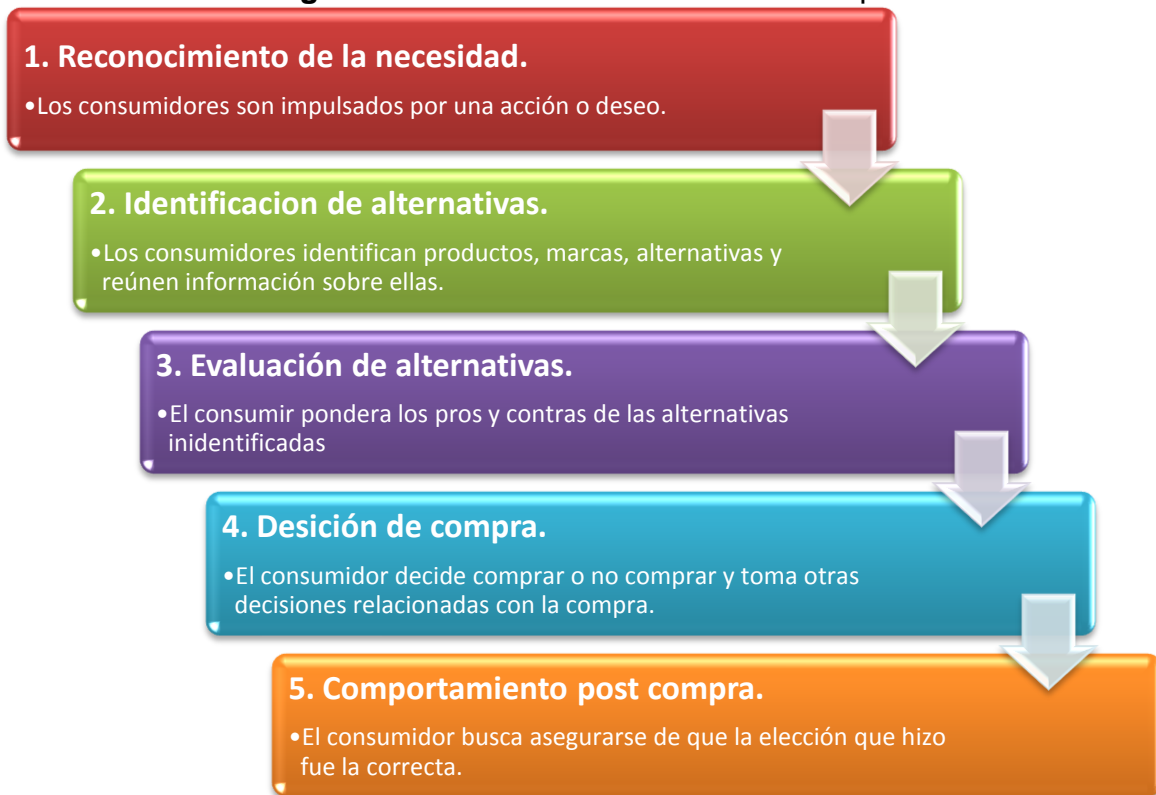 1. Reconocimiento de la necesidad.
•Los consumidores son impulsados por una acción o deseo.
2. Identificacion de alternativas.
•Los consumidores identifican productos, marcas, alternativas y
reúnen información sobre ellas.
3. Evaluación de alternativas.
•El consumir pondera los pros y contras de las alternativas
inidentificadas
4. Desición de compra.
•El consumidor decide comprar o no comprar y toma otras
decisiones relacionadas con la compra.
5. Comportamiento post compra.
•El consumidor busca asegurarse de que la elección que hizo
fue la correcta.